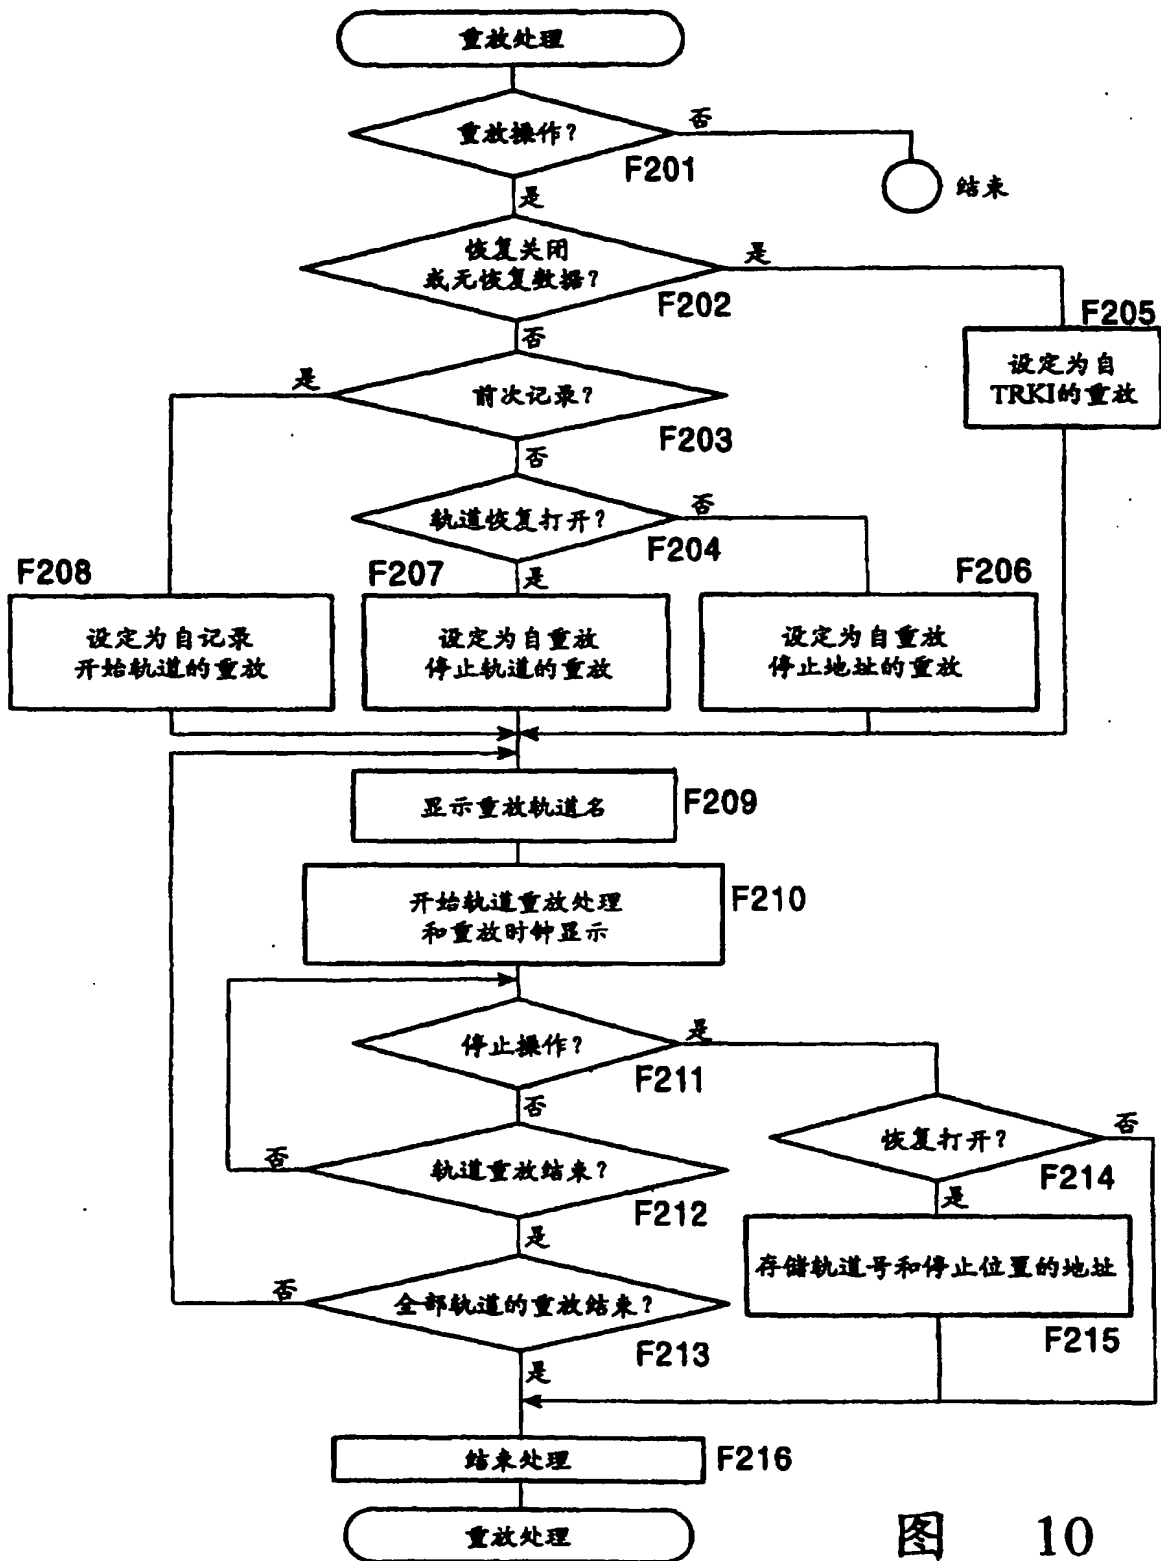 重放处理
重放操作?
否
F201
结束
是
恢复关闭
或无恢复数据?
是
F202
否
F205
设定为自
TRKI的重放
是
前次记录?
F203
否
轨道恢复打开?
否
F204
是
F208
设定为自记录
开始轨道的重放
F207
设定为自重放
停止轨道的重放
F206
设定为自重放
停止地址的重放
显示重放轨道名
F209
开始轨道重放处理
和重放时钟显示
F210
停止操作?
是
F211
否
恢复打开?
否
F214
是
轨道重放结束?
否
F212
是
存储轨道号和停止位置的地址
F215
全部轨道的重放结束?
否
F213
是
结束处理
F216
重放处理
图 10